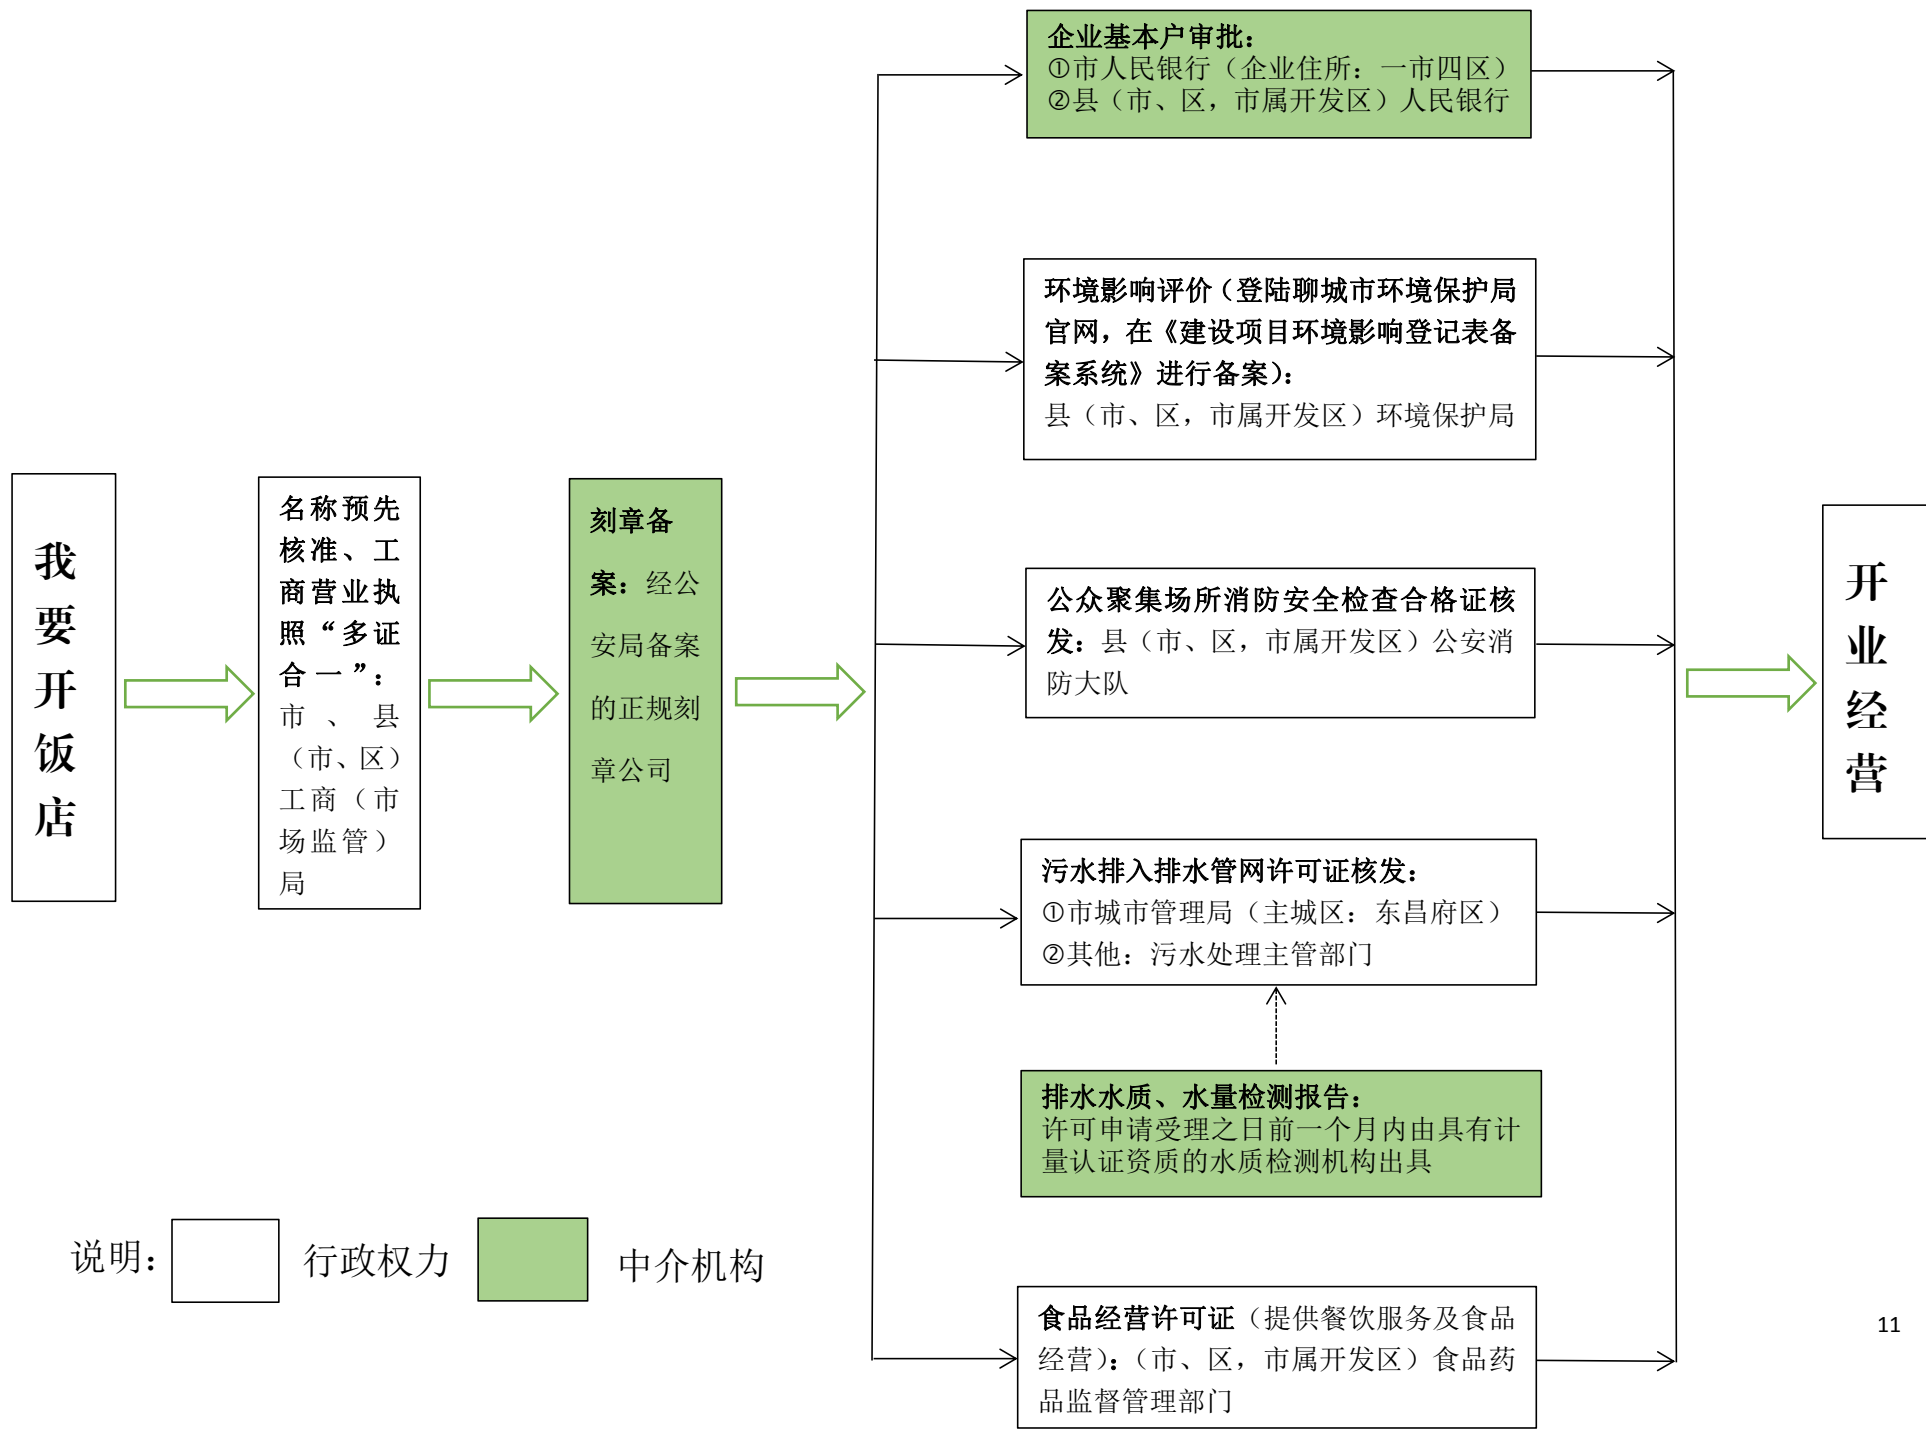 我
要
开
饭
店
名称预先
核准、工
商营业执
照“多证
合一”：
市、县
（市、区）
工商（市
场监管）
局
刻章备
案：经公
安局备案
的正规刻
章公司
企业基本户审批：
①市人民银行（企业住所：一市四区）
②县（市、区，市属开发区）人民银行
环境影响评价（登陆聊城市环境保护局
官网，在《建设项目环境影响登记表备
案系统》进行备案）：
县（市、区，市属开发区）环境保护局
公众聚集场所消防安全检查合格证核
发：县（市、区，市属开发区）公安消
防大队
污水排入排水管网许可证核发：
①市城市管理局（主城区：东昌府区）
②其他：污水处理主管部门
排水水质、水量检测报告：
许可申请受理之日前一个月内由具有计
量认证资质的水质检测机构出具
食品经营许可证（提供餐饮服务及食品
经营）：（市、区，市属开发区）食品药
品监督管理部门
开
业
经
营
说明：
行政权力
中介机构
11